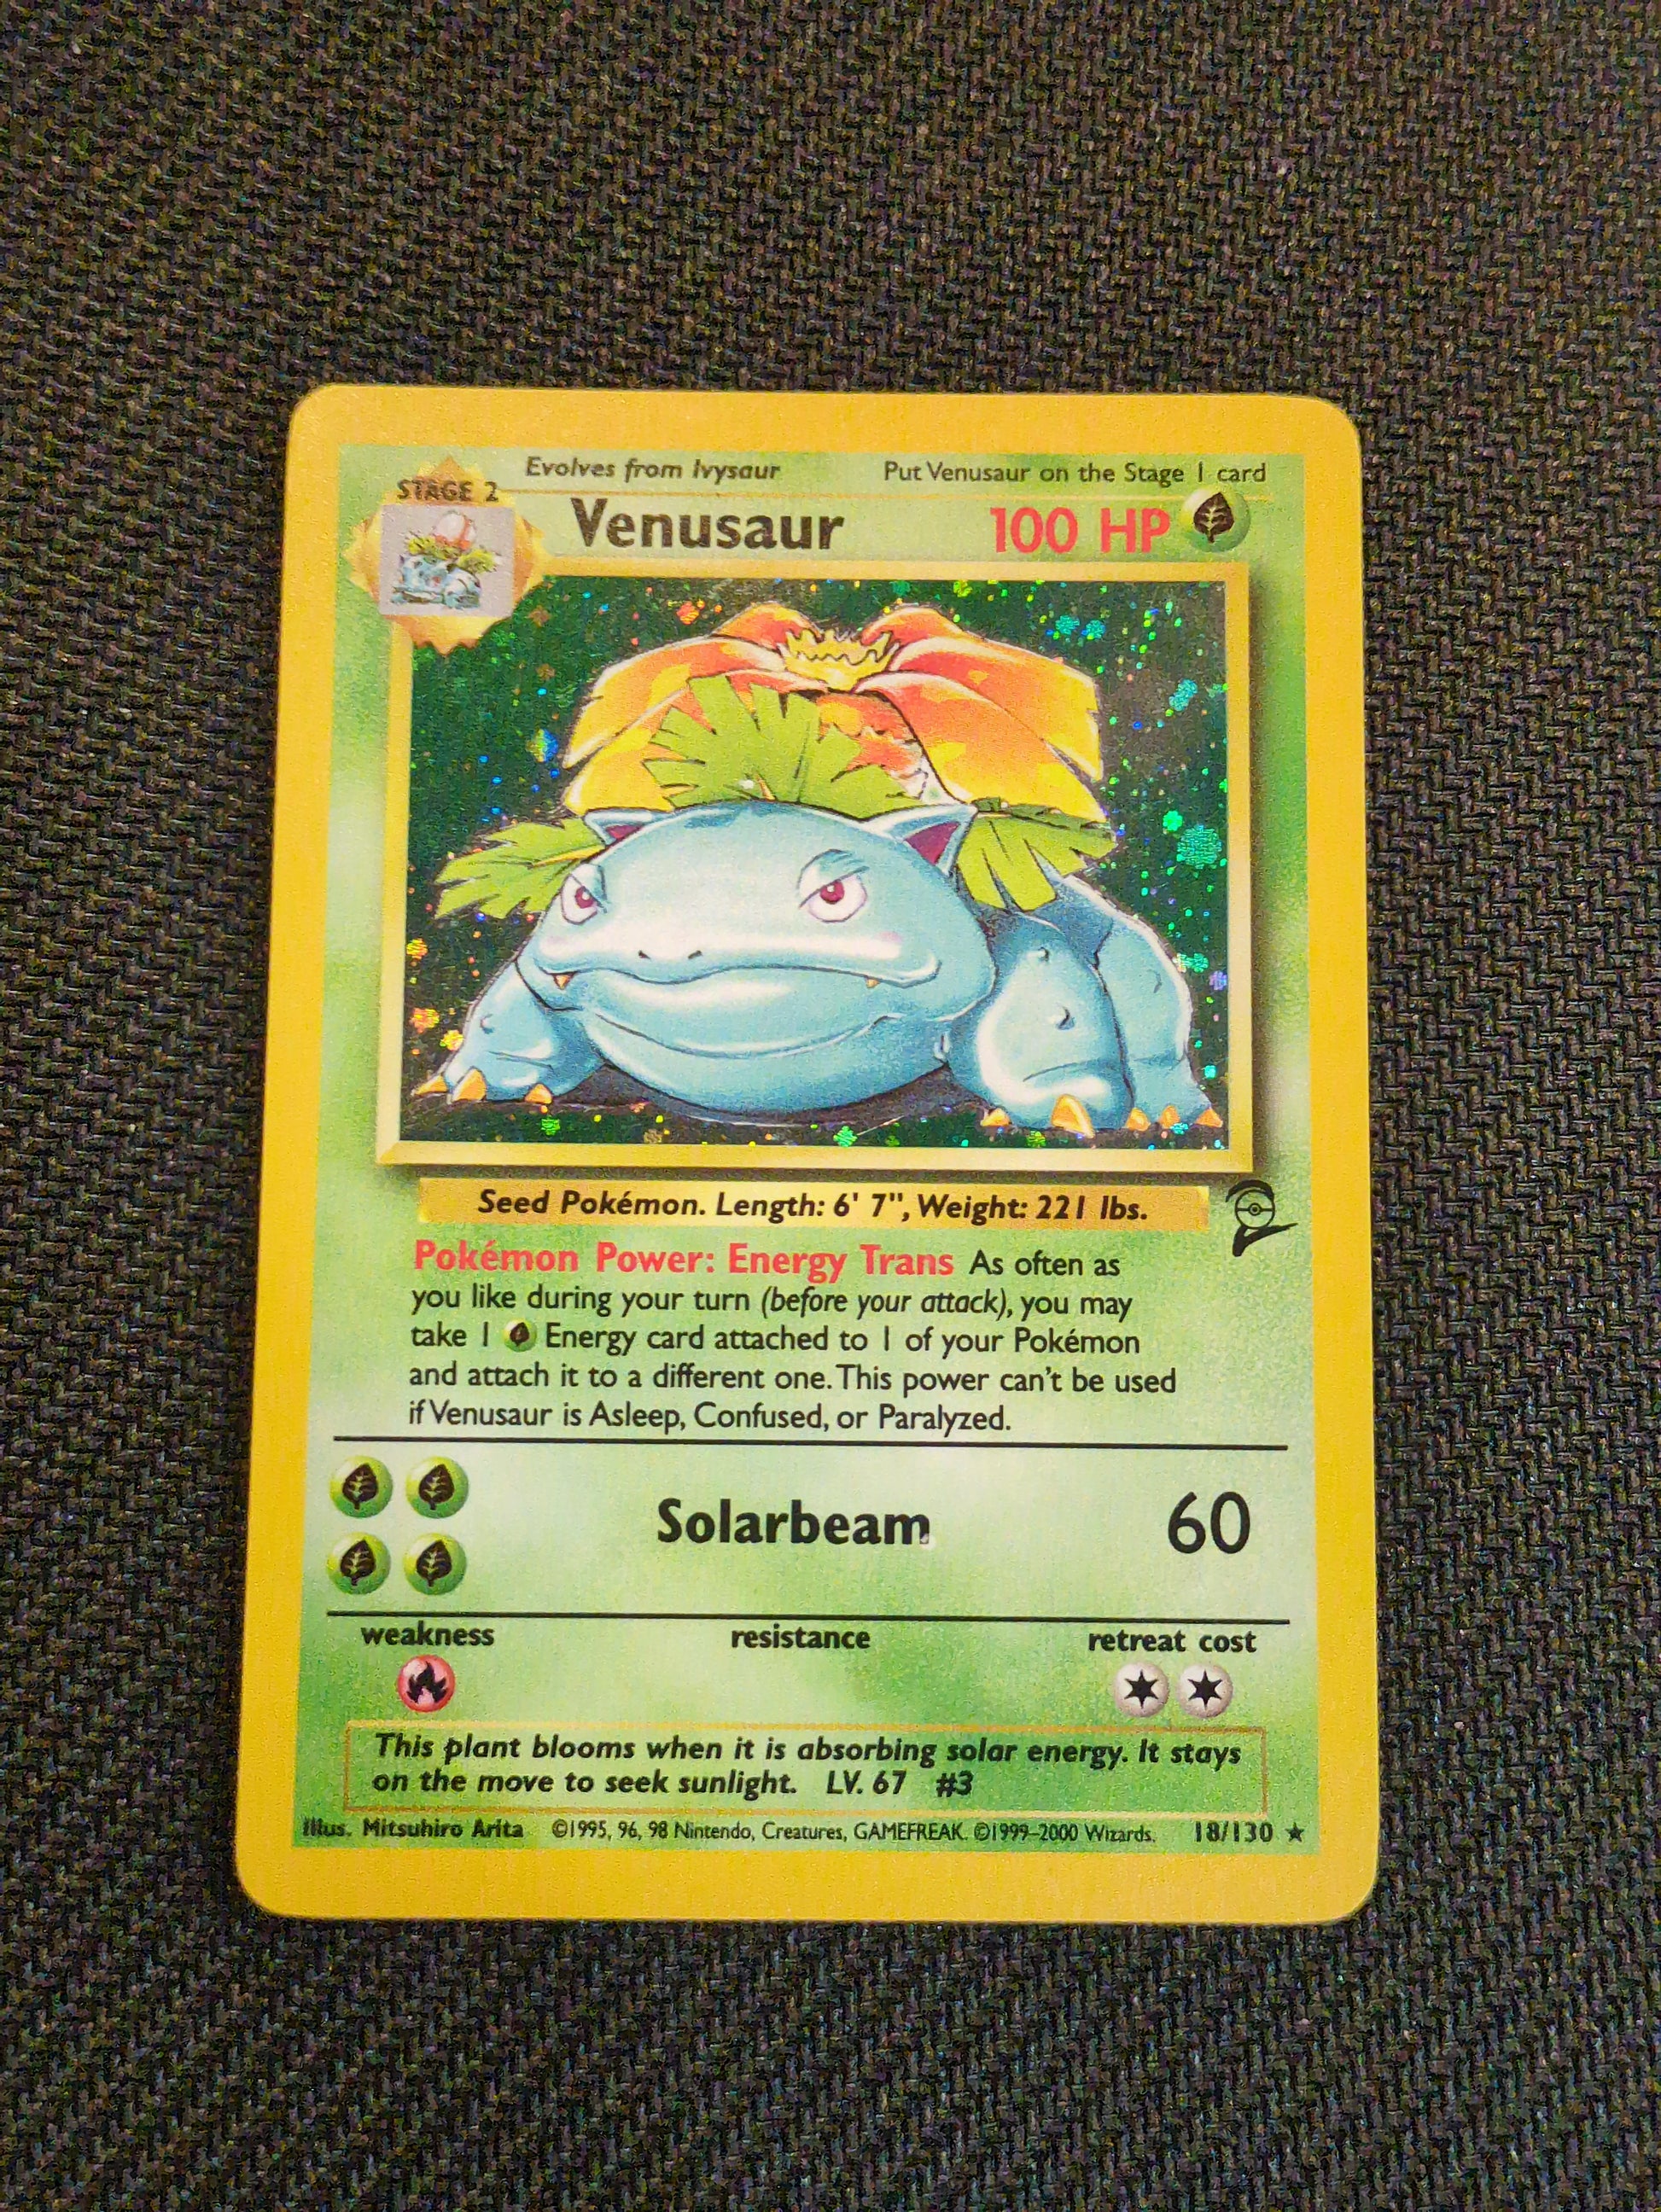 Evolves from Ivysaur Put Venusaur on the Stage 1 card
STAGE 2
Venusaur 100 HP
Seed Pokémon. Length: 6' 7", Weight: 221 lbs.
Pokémon Power: Energy Trans As often as
you like during your turn (before your attack), you may
take 1 Energy card attached to 1 of your Pokémon
and attach it to a different one. This power can't be used
if Venusaur is Asleep, Confused, or Paralyzed.
Solarbeam 60
weakness resistance retreat cost
This plant blooms when it is absorbing solar energy. It stays
on the move to seek sunlight. LV. 67 #3
Illus. Mitsuhiro Arita ©1995, 96, 98 Nintendo, Creatures, GAMEFREAK. ©1999-2000 Wizards. 18/130 ★